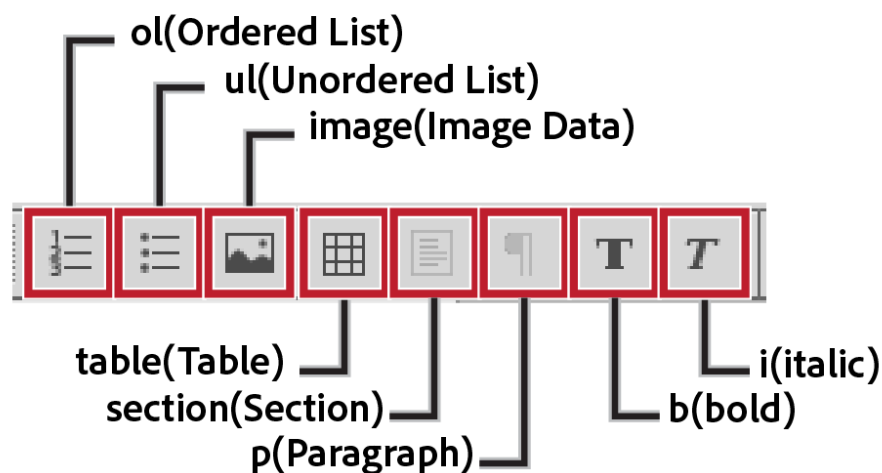 ol(Ordered List)
ul(Unordered List)
image(Image Data)
T T
table(Table)
i(italic)
section(Section)
b(bold)
p(Paragraph)